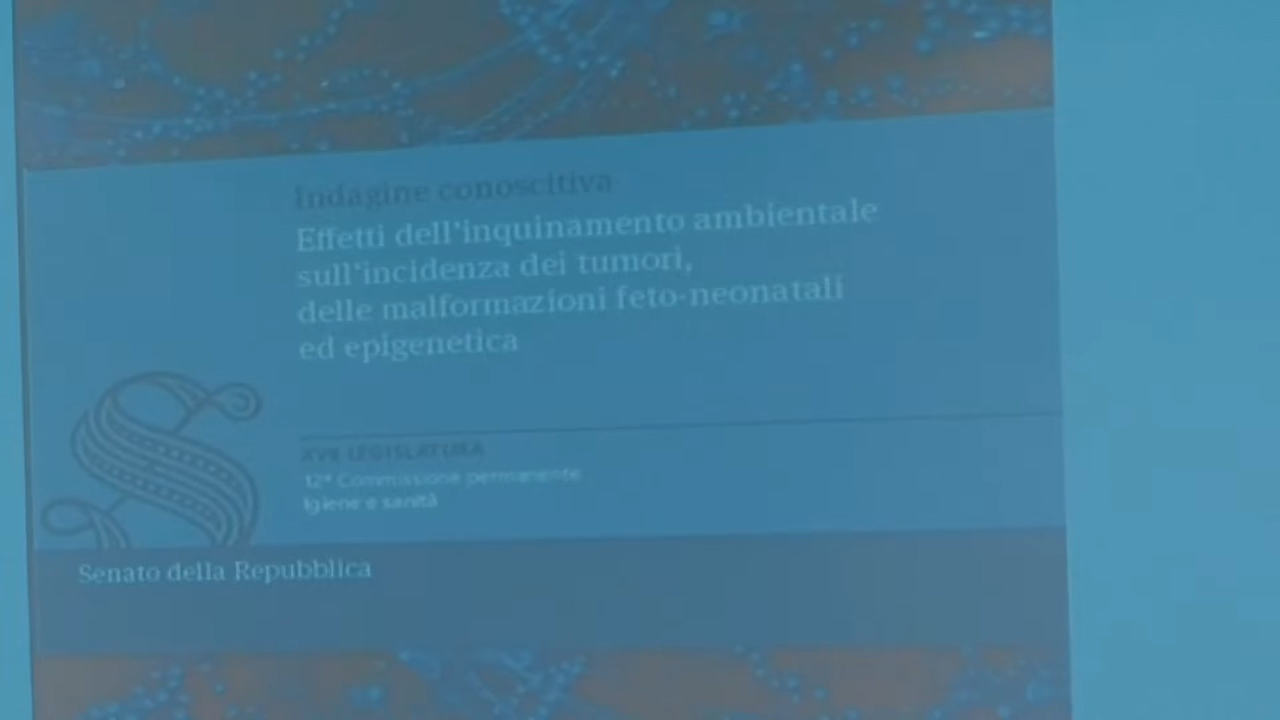 Indagine conoscitiva
Effetti dell'inquinamento ambientale
sull'incidenza dei tumori,
delle malformazioni feto-neonatali
ed epigenetica
XVII LEGISLATURA
12ª Commissione permanente
Igiene e sanità
Senato della Repubblica